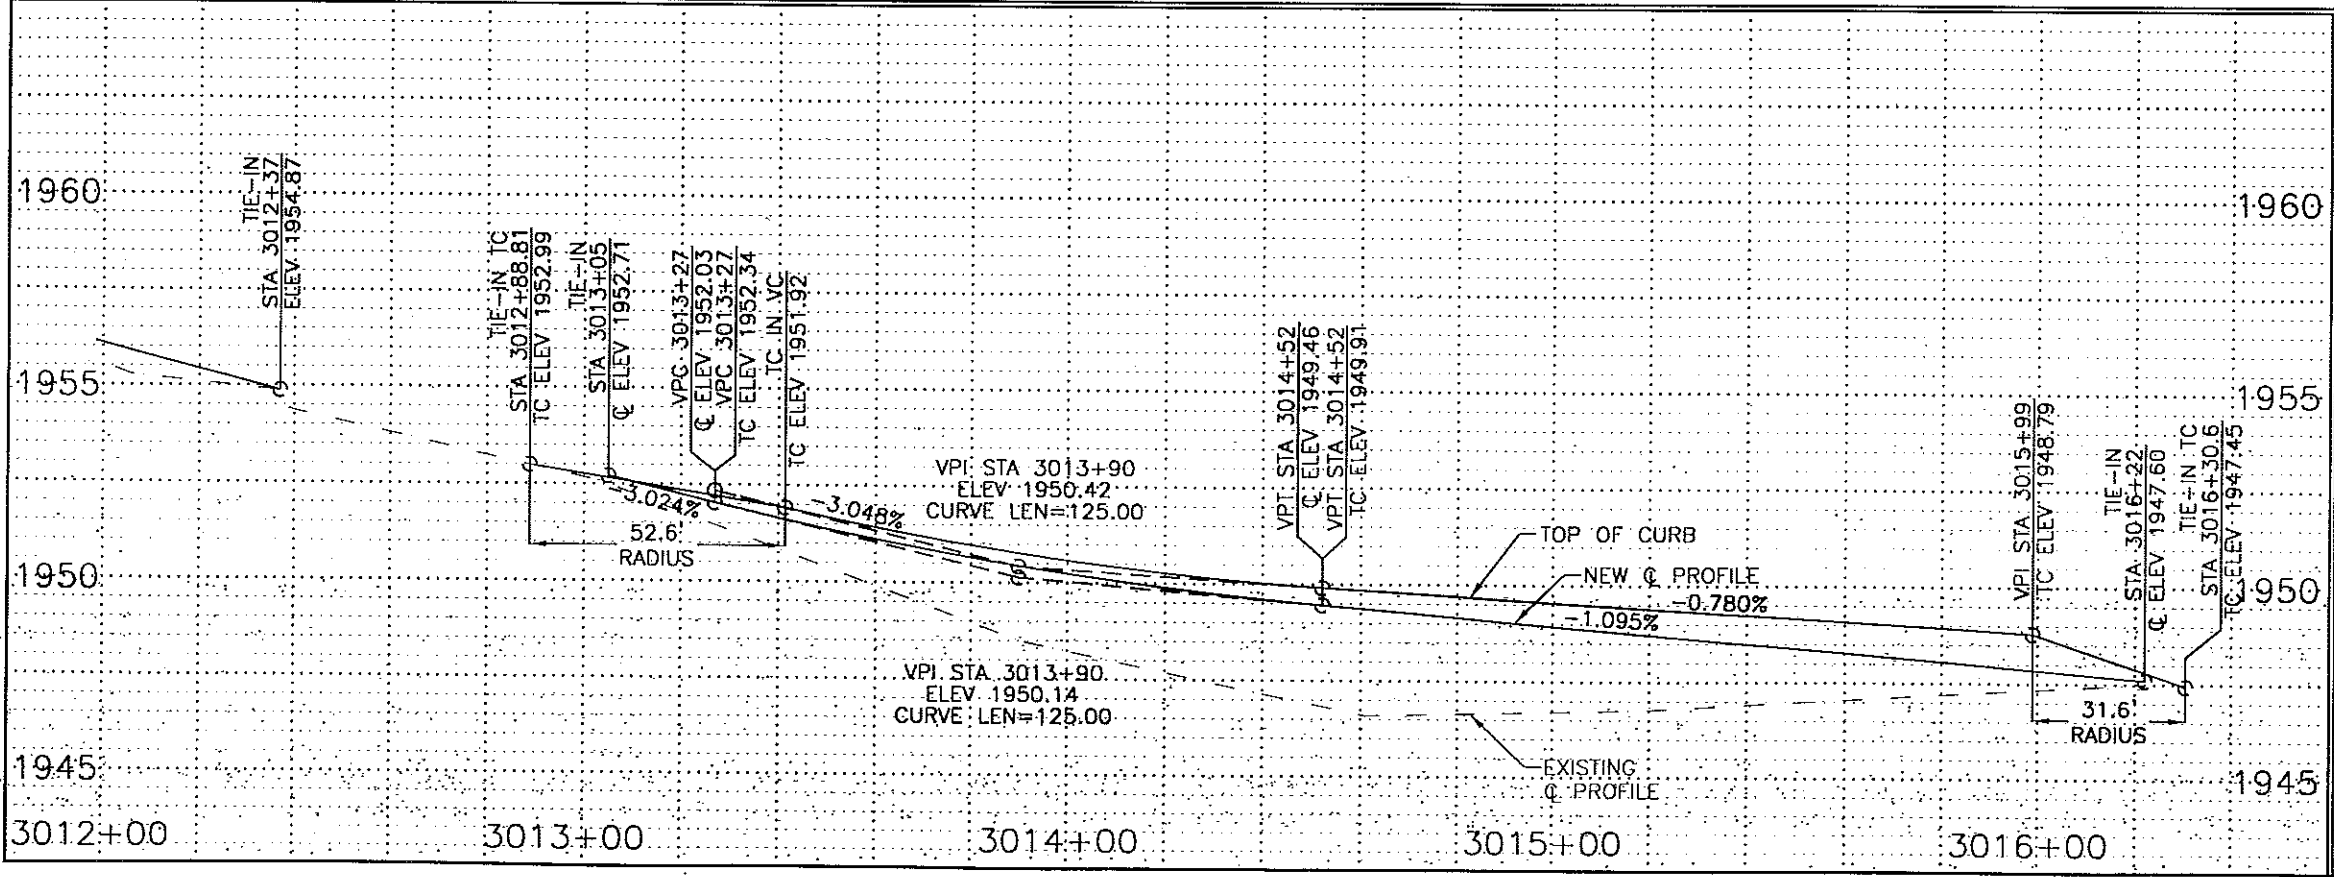 1960
1955
1950
1945
TIE-IN
STA 3012+37
ELEV 1954.87
TIE-IN TC
STA 3012+88.81
TC ELEV 1952.99
TIE-IN
STA 3013+05
℄ ELEV 1952.71
VPC 3013+27
℄ ELEV 1952.03
VPC 3013+27
TC ELEV 1952.34
TC IN VC
TC ELEV 1951.92
-3.024%
52.6'
RADIUS
-3.048%
VPI STA 3013+90
ELEV 1950.42
CURVE LEN=125.00
VPI STA 3013+90
ELEV 1950.14
CURVE LEN=125.00
VPT STA 3014+52
℄ ELEV 1949.46
VPT STA 3014+52
TC ELEV 1949.91
TOP OF CURB
NEW ℄ PROFILE
-0.780%
-1.095%
EXISTING
℄ PROFILE
VPI STA 3015+99
TC ELEV 1948.79
TIE-IN
STA 3016+22
℄ ELEV 1947.60
TIE-IN TC
STA 3016+30.6
TC ELEV 1947.45
31.6'
RADIUS
1960
1955
1950
1945
3012+00
3013+00
3014+00
3015+00
3016+00